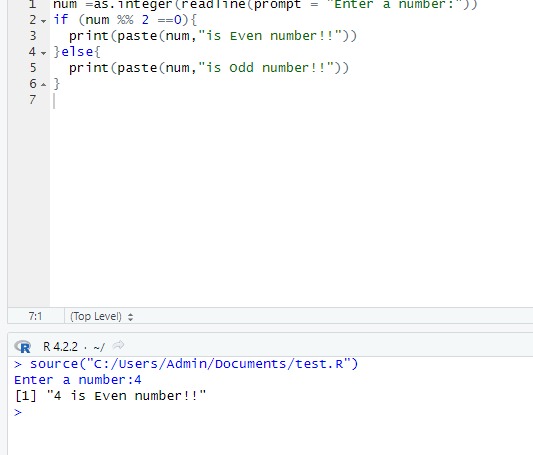 1 num =as.integer(readline(prompt = "Enter a number:"))
2 if (num %% 2 ==0){
3 print(paste(num,"is Even number!!"))
4 }else{
5 print(paste(num,"is Odd number!!"))
6 }
7
7:1 (Top Level)
R R 4.2.2 · ~/
> source("C:/Users/Admin/Documents/test.R")
Enter a number:4
[1] "4 is Even number!!"
>